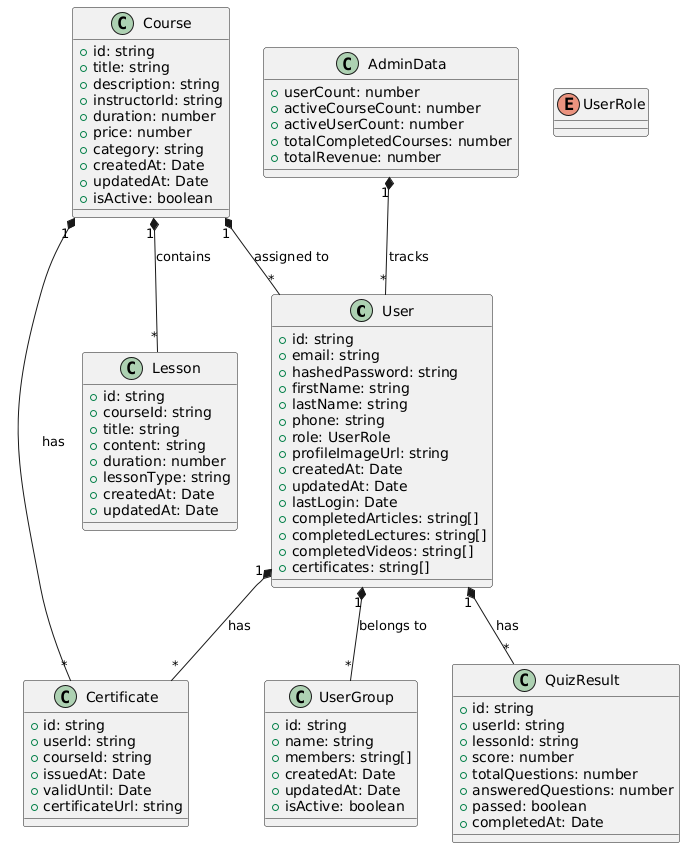 C Course
id: string
title: string
description: string
instructorId: string
duration: number
price: number
category: string
createdAt: Date
updatedAt: Date
isActive: boolean
C AdminData
userCount: number
activeCourseCount: number
activeUserCount: number
totalCompletedCourses: number
totalRevenue: number
E UserRole
1
1
1
1
contains
assigned to
tracks
*
*
*
has
C Lesson
id: string
courseId: string
title: string
content: string
duration: number
lessonType: string
createdAt: Date
updatedAt: Date
C User
id: string
email: string
hashedPassword: string
firstName: string
lastName: string
phone: string
role: UserRole
profileImageUrl: string
createdAt: Date
updatedAt: Date
lastLogin: Date
completedArticles: string[]
completedLectures: string[]
completedVideos: string[]
certificates: string[]
1
1
1
has
belongs to
has
*
*
*
*
C Certificate
id: string
userId: string
courseId: string
issuedAt: Date
validUntil: Date
certificateUrl: string
C UserGroup
id: string
name: string
members: string[]
createdAt: Date
updatedAt: Date
isActive: boolean
C QuizResult
id: string
userId: string
lessonId: string
score: number
totalQuestions: number
answeredQuestions: number
passed: boolean
completedAt: Date